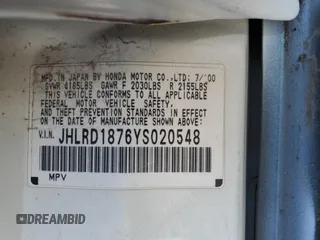 MFD. IN JAPAN BY HONDA MOTOR CO., LTD: 7/'00
GVWR 4165LBS GAWR F 2030LBS R 2155LBS
THIS VEHICLE CONFORMS TO ALL APPLICABLE
FEDERAL MOTOR VEHICLE SAFETY
AND THEFT PREVENTION STANDARDS IN EFFECT
ON THE DATE OF MANUFACTURE SHOWN ABOVE.
V.I.N. JHLRD1876YS020548
MPV
DREAMBID